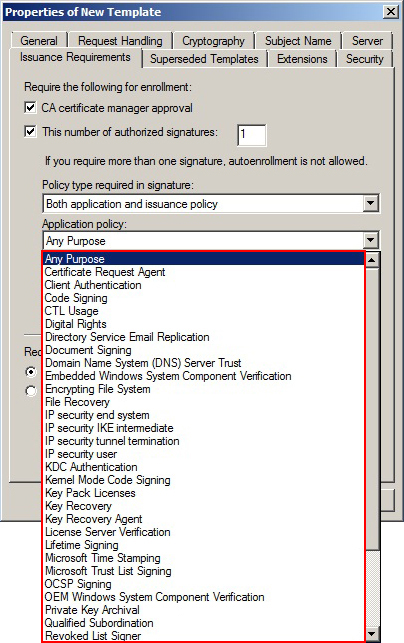 Properties of New Template
General
Request Handling
Cryptography
Subject Name
Server
Issuance Requirements
Superseded Templates
Extensions
Security
Require the following for enrollment:
CA certificate manager approval
This number of authorized signatures:
1
If you require more than one signature, autoenrollment is not allowed.
Policy type required in signature:
Both application and issuance policy
Application policy:
Any Purpose
Any Purpose
Certificate Request Agent
Client Authentication
Code Signing
CTL Usage
Digital Rights
Directory Service Email Replication
Document Signing
Domain Name System (DNS) Server Trust
Embedded Windows System Component Verification
Encrypting File System
File Recovery
IP security end system
IP security IKE intermediate
IP security tunnel termination
IP security user
KDC Authentication
Kernel Mode Code Signing
Key Pack Licenses
Key Recovery
Key Recovery Agent
License Server Verification
Lifetime Signing
Microsoft Time Stamping
Microsoft Trust List Signing
OCSP Signing
OEM Windows System Component Verification
Private Key Archival
Qualified Subordination
Revoked List Signer